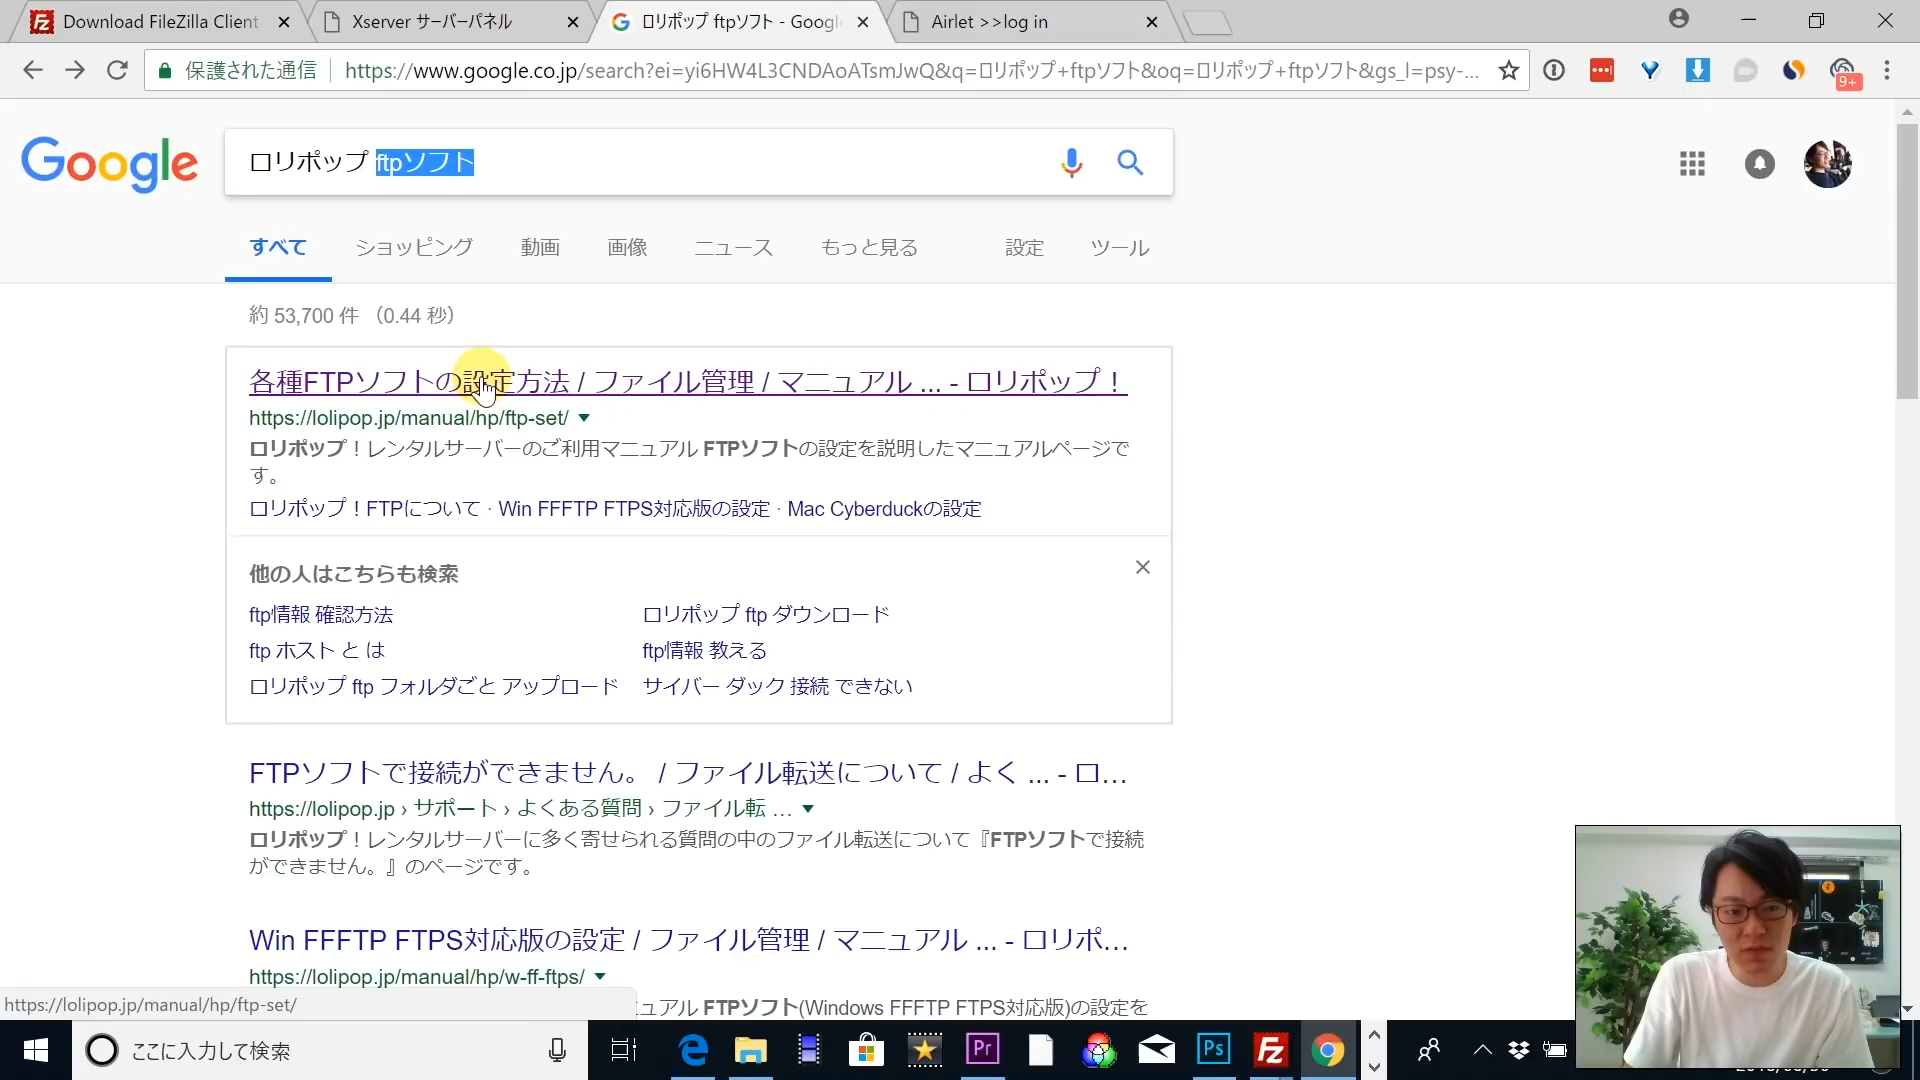 Download FileZilla Client
Xserver サーバーパネル
ロリポップ ftpソフト - Googl
Airlet >>log in
保護された通信
https://www.google.co.jp/search?ei=yi6HW4L3CNDAoATsmJwQ&q=ロリポップ+ftpソフト&oq=ロリポップ+ftpソフト&gs_l=psy-...
9+
Google
ロリポップ ftpソフト
すべて
ショッピング
動画
画像
ニュース
もっと見る
設定
ツール
約 53,700 件 （0.44 秒）
各種FTPソフトの設定方法 / ファイル管理 / マニュアル ... - ロリポップ！
https://lolipop.jp/manual/hp/ftp-set/
ロリポップ！レンタルサーバーのご利用マニュアル FTPソフトの設定を説明したマニュアルページで
す。
ロリポップ！FTPについて · Win FFFTP FTPS対応版の設定 · Mac Cyberduckの設定
他の人はこちらも検索
ftp情報 確認方法
ロリポップ ftp ダウンロード
ftp ホスト と は
ftp情報 教える
ロリポップ ftp フォルダごと アップロード
サイバー ダック 接続 できない
FTPソフトで接続ができません。 / ファイル転送について / よく ... - ロ...
https://lolipop.jp › サポート › よくある質問 › ファイル転 ...
ロリポップ！レンタルサーバーに多く寄せられる質問の中のファイル転送について『FTPソフトで接続
ができません。』のページです。
Win FFFTP FTPS対応版の設定 / ファイル管理 / マニュアル ... - ロリポ...
https://lolipop.jp/manual/hp/w-ff-ftps/
ュアル FTPソフト(Windows FFFTP FTPS対応版)の設定を
https://lolipop.jp/manual/hp/ftp-set/
ここに入力して検索
Pr
Ps
Fz